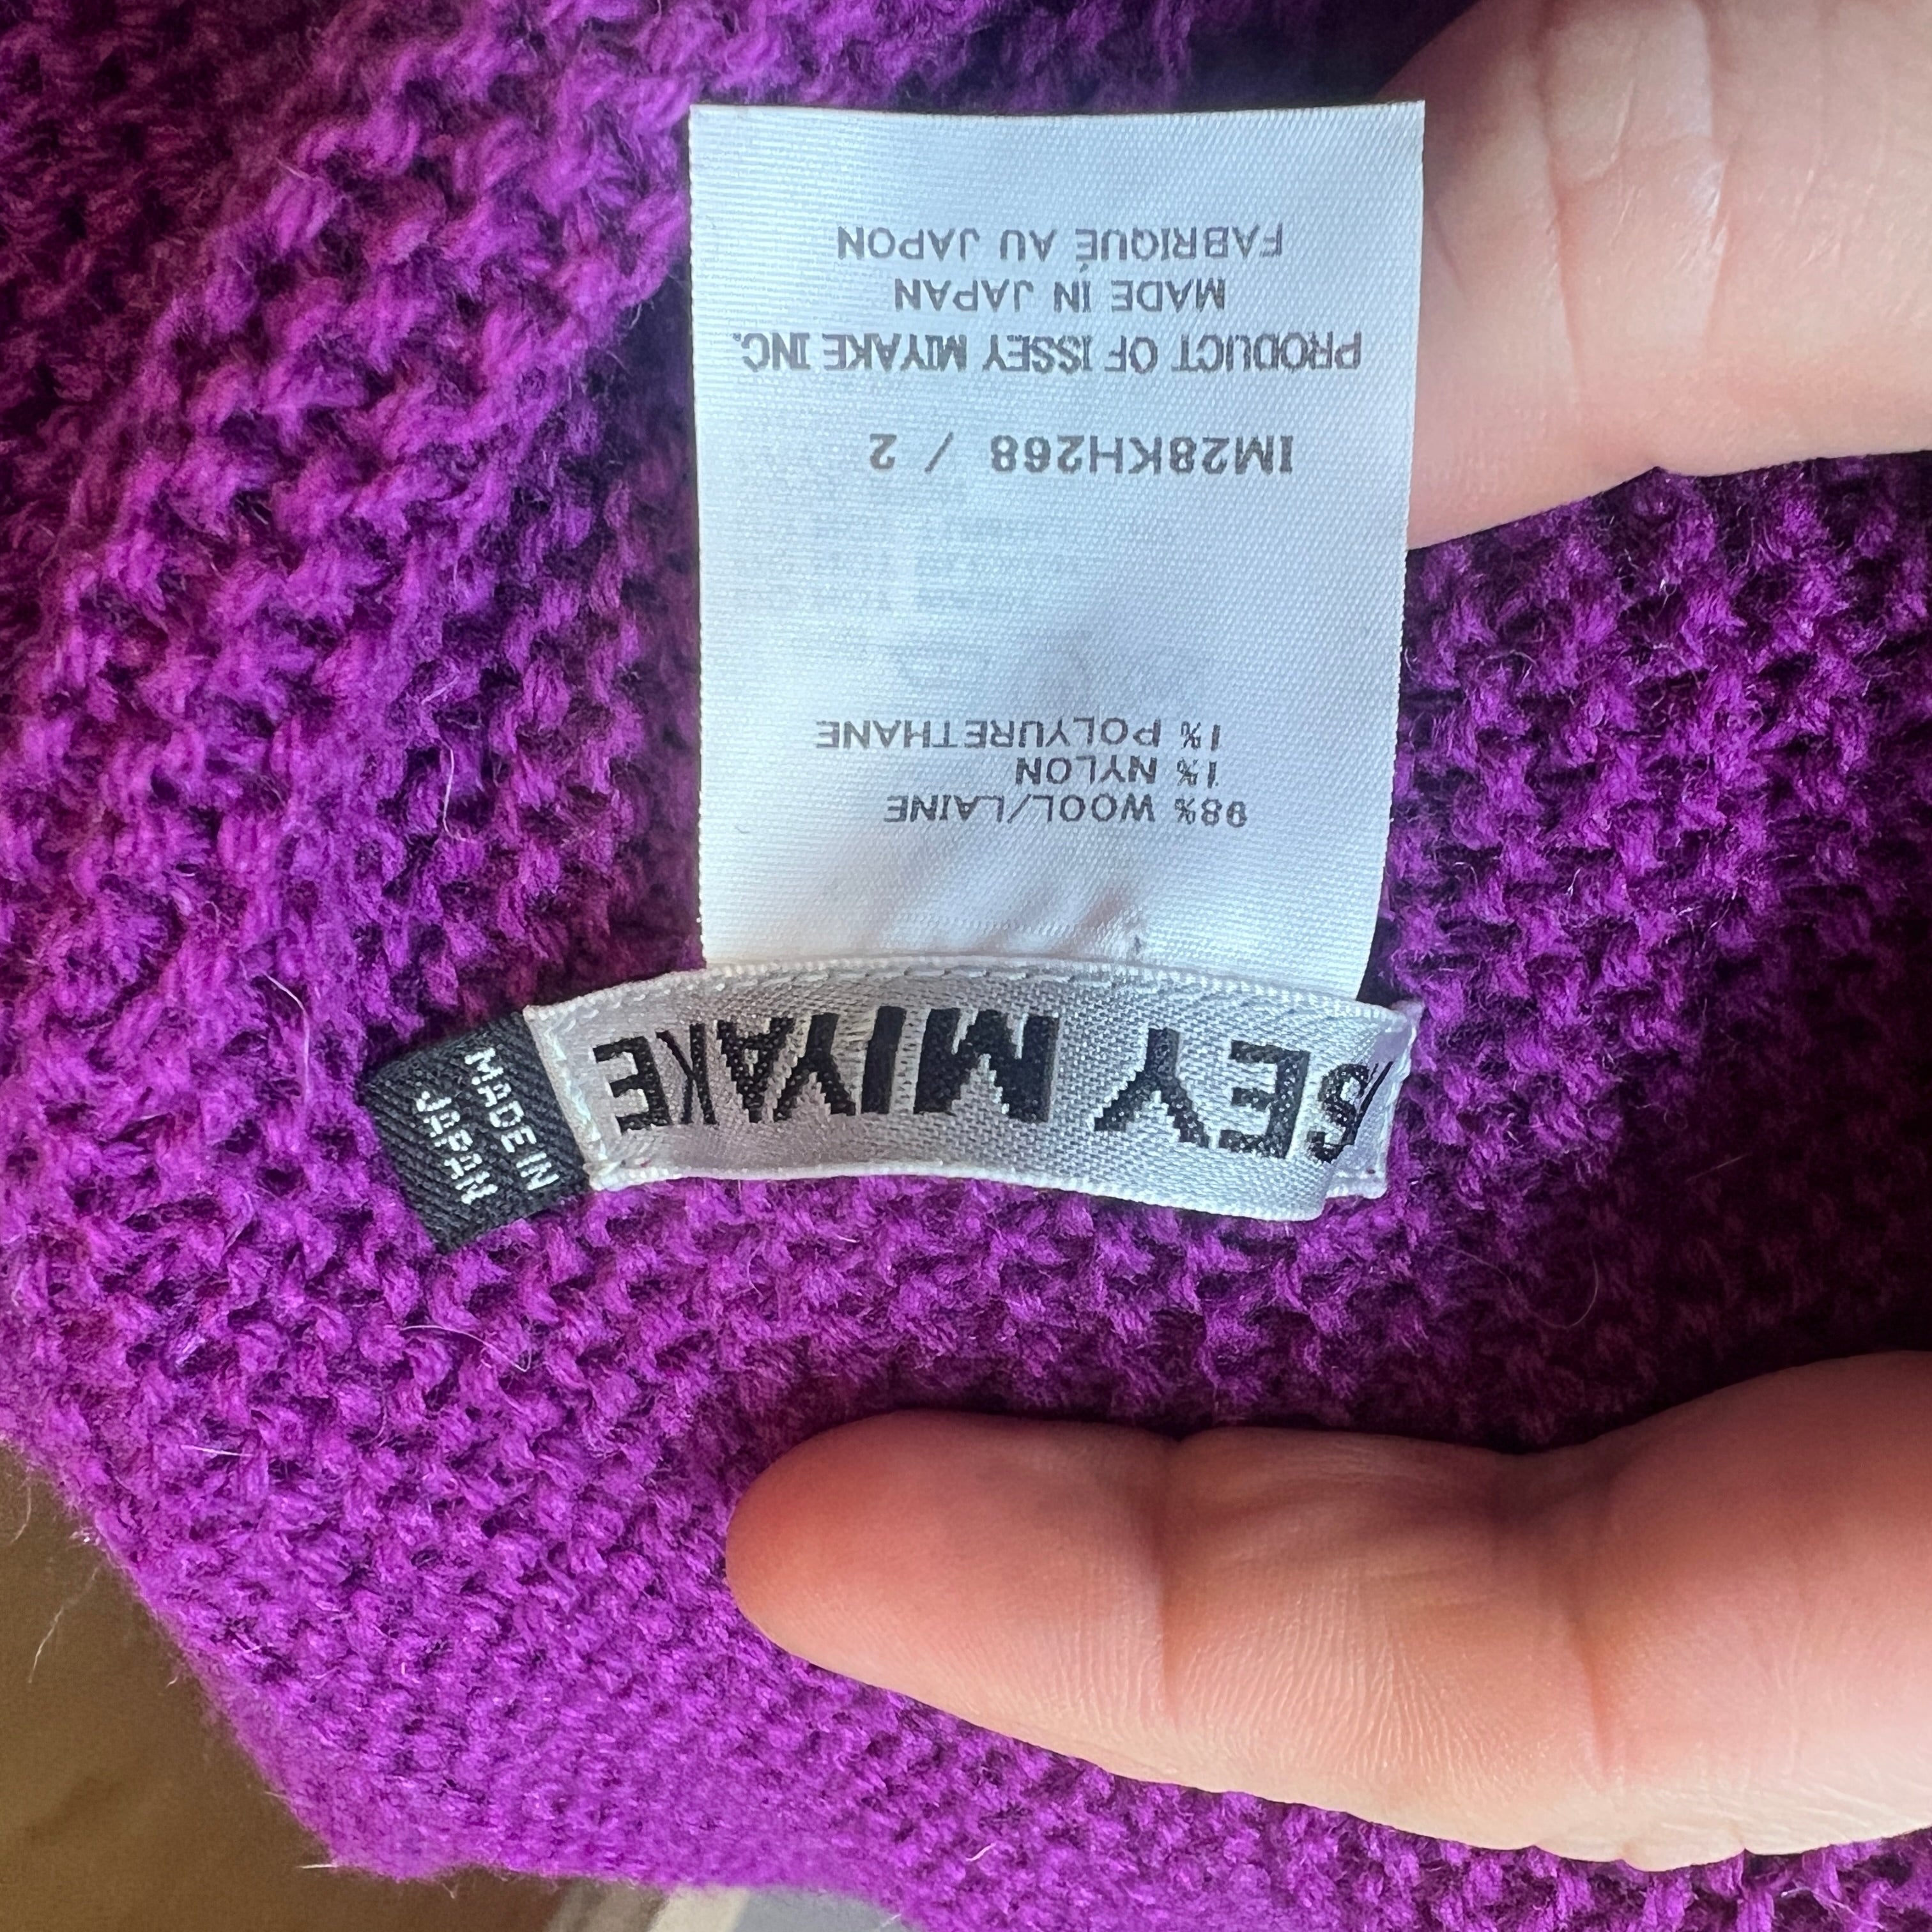 SEY MIYAKE
MADE IN
JAPAN
98% WOOL/LAINE
1% NYLON
1% POLYURETHANE
IM28KH268 / 2
PRODUCT OF ISSEY MIYAKE INC.
MADE IN JAPAN
FABRIQUÉ AU JAPON